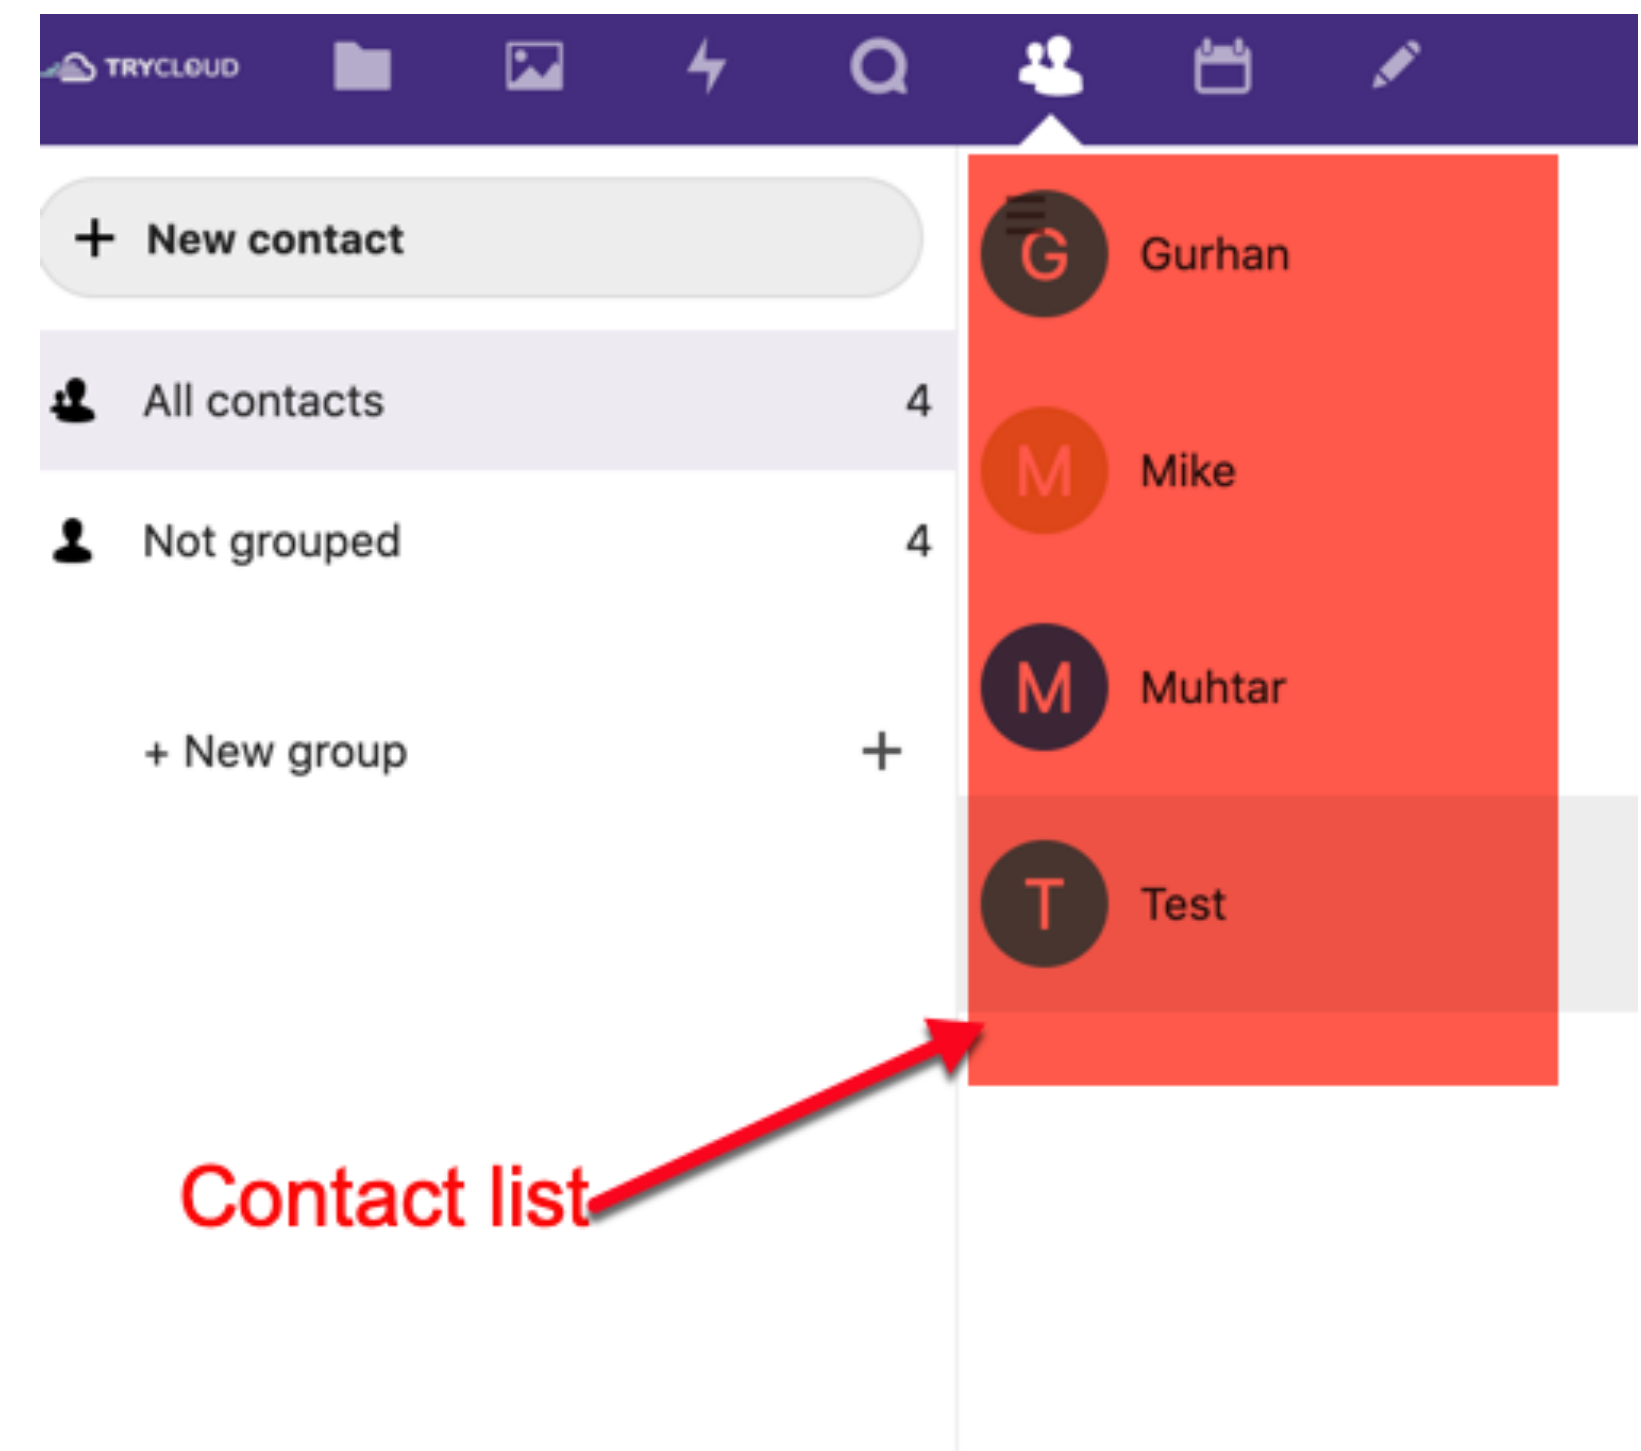 TRYCLOUD
+ New contact
All contacts 4
Not grouped 4
+ New group +
G Gurhan
M Mike
M Muhtar
T Test
Contact list